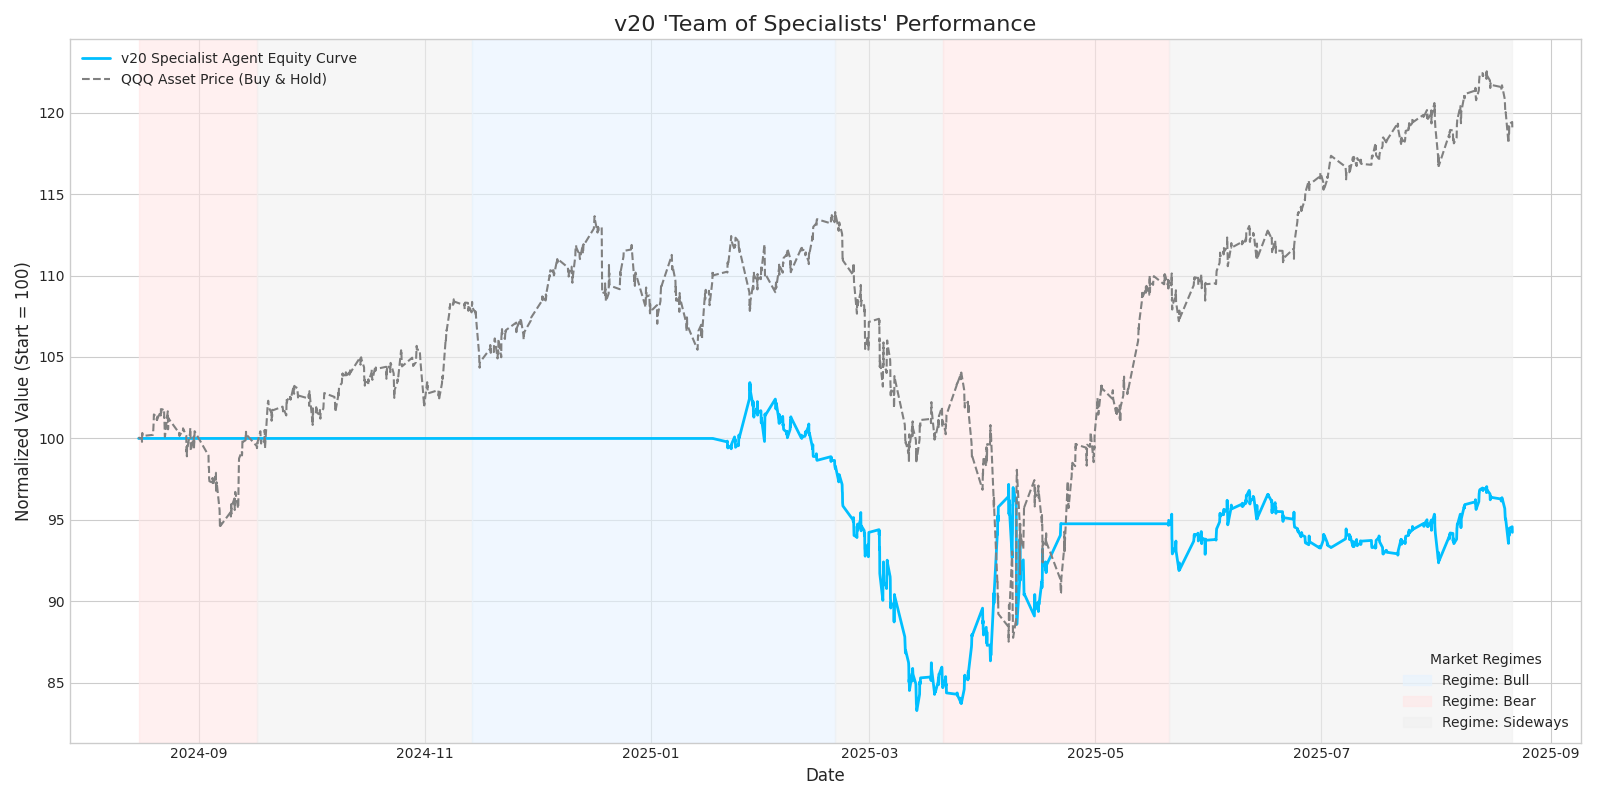 v20 'Team of Specialists' Performance
v20 Specialist Agent Equity Curve
QQQ Asset Price (Buy & Hold)
Normalized Value (Start = 100)
120
115
110
105
100
95
90
85
Market Regimes
Regime: Bull
Regime: Bear
Regime: Sideways
2024-09 2024-11 2025-01 2025-03 2025-05 2025-07 2025-09
Date